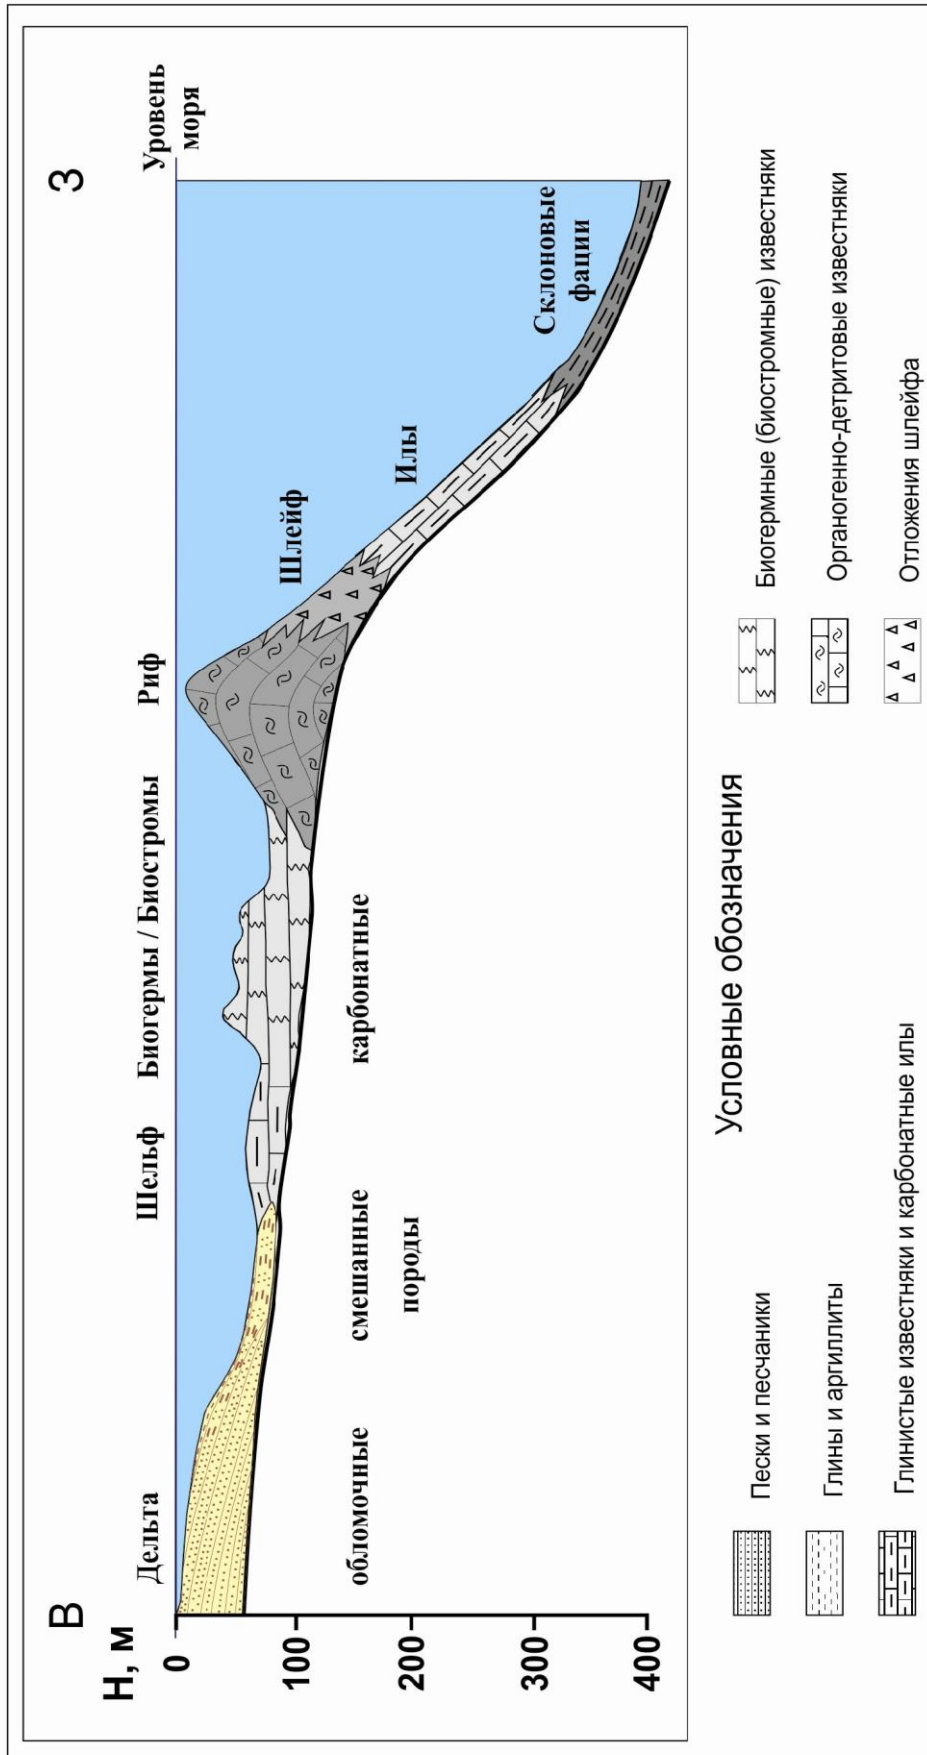 В
З
Н, м
Уровень
моря
Дельта
Шельф
Биогермы / Биостромы
Риф
0
100
200
300
400
Шлейф
Илы
Склоновые
фации
обломочные
смешанные
карбонатные
породы
Условные обозначения
Пески и песчаники
Глины и аргиллиты
Глинистые известняки и карбонатные илы
Биогермные (биостромные) известняки
Органогенно-детритовые известняки
Отложения шлейфа